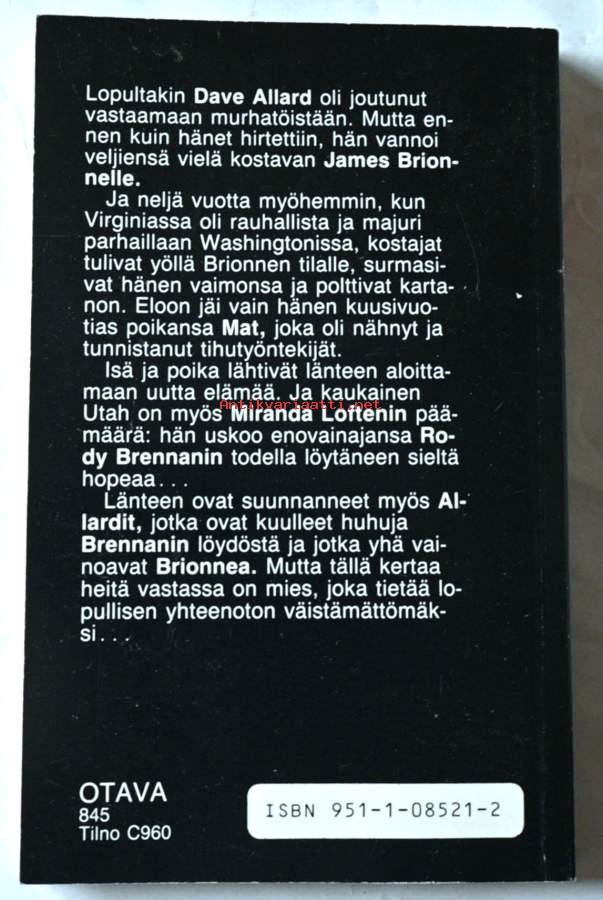 Lopultakin Dave Allard oli joutunut
vastaamaan murhatöistään. Mutta en-
nen kuin hänet hirtettiin, hän vannoi
veljiensä vielä kostavan James Brion-
nelle.
Ja neljä vuotta myöhemmin, kun
Virginiassa oli rauhallista ja majuri
parhaillaan Washingtonissa, kostajat
tulivat yöllä Brionnen tilalle, surmasi-
vat hänen vaimonsa ja polttivat karta-
non. Eloon jäi vain hänen kuusivuo-
tias poikansa Mat, joka oli nähnyt ja
tunnistanut tihutyöntekijät.
Isä ja poika lähtivät länteen aloitta-
maan uutta elämää. Ja kaukainen
Antikvariaatti.net
Utah on myös Miranda Loftenin pää-
määrä: hän uskoo enovainajansa Ro-
dy Brennanin todella löytäneen sieltä
hopeaa...
Länteen ovat suunnanneet myös Al-
lardit, jotka ovat kuulleet huhuja
Brennanin löydöstä ja jotka yhä vai-
noavat Brionnea. Mutta tällä kertaa
heitä vastassa on mies, joka tietää lo-
pullisen yhteenoton väistämättömäk-
si...
OTAVA
845
Tilno C960
ISBN 951-1-08521-2